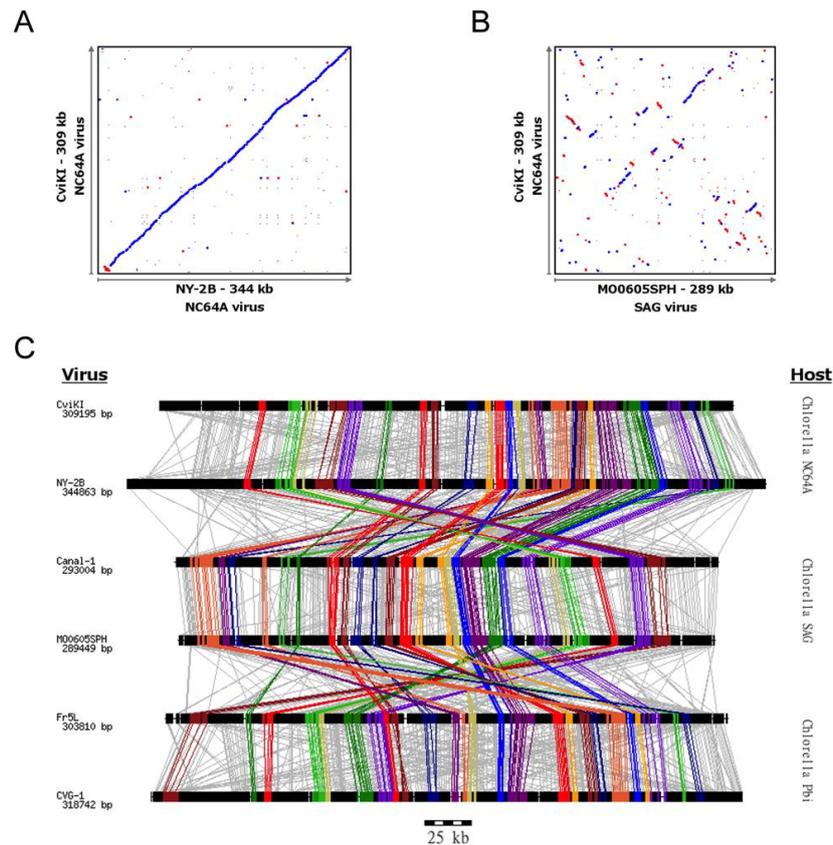 A
B
CviKI - 309 kb
NC64A virus
NY-2B - 344 kb
NC64A virus
CviKI - 309 kb
NC64A virus
MO0605SPH - 289 kb
SAG virus
C
Virus
Host
CviKI
309195 bp
NY-2B
344863 bp
Canal-1
293004 bp
MO0605SPH
289449 bp
Fr5L
303810 bp
CVG-1
318742 bp
Chlorella NC64A
Chlorella SAG
Chlorella Pbi
25 kb